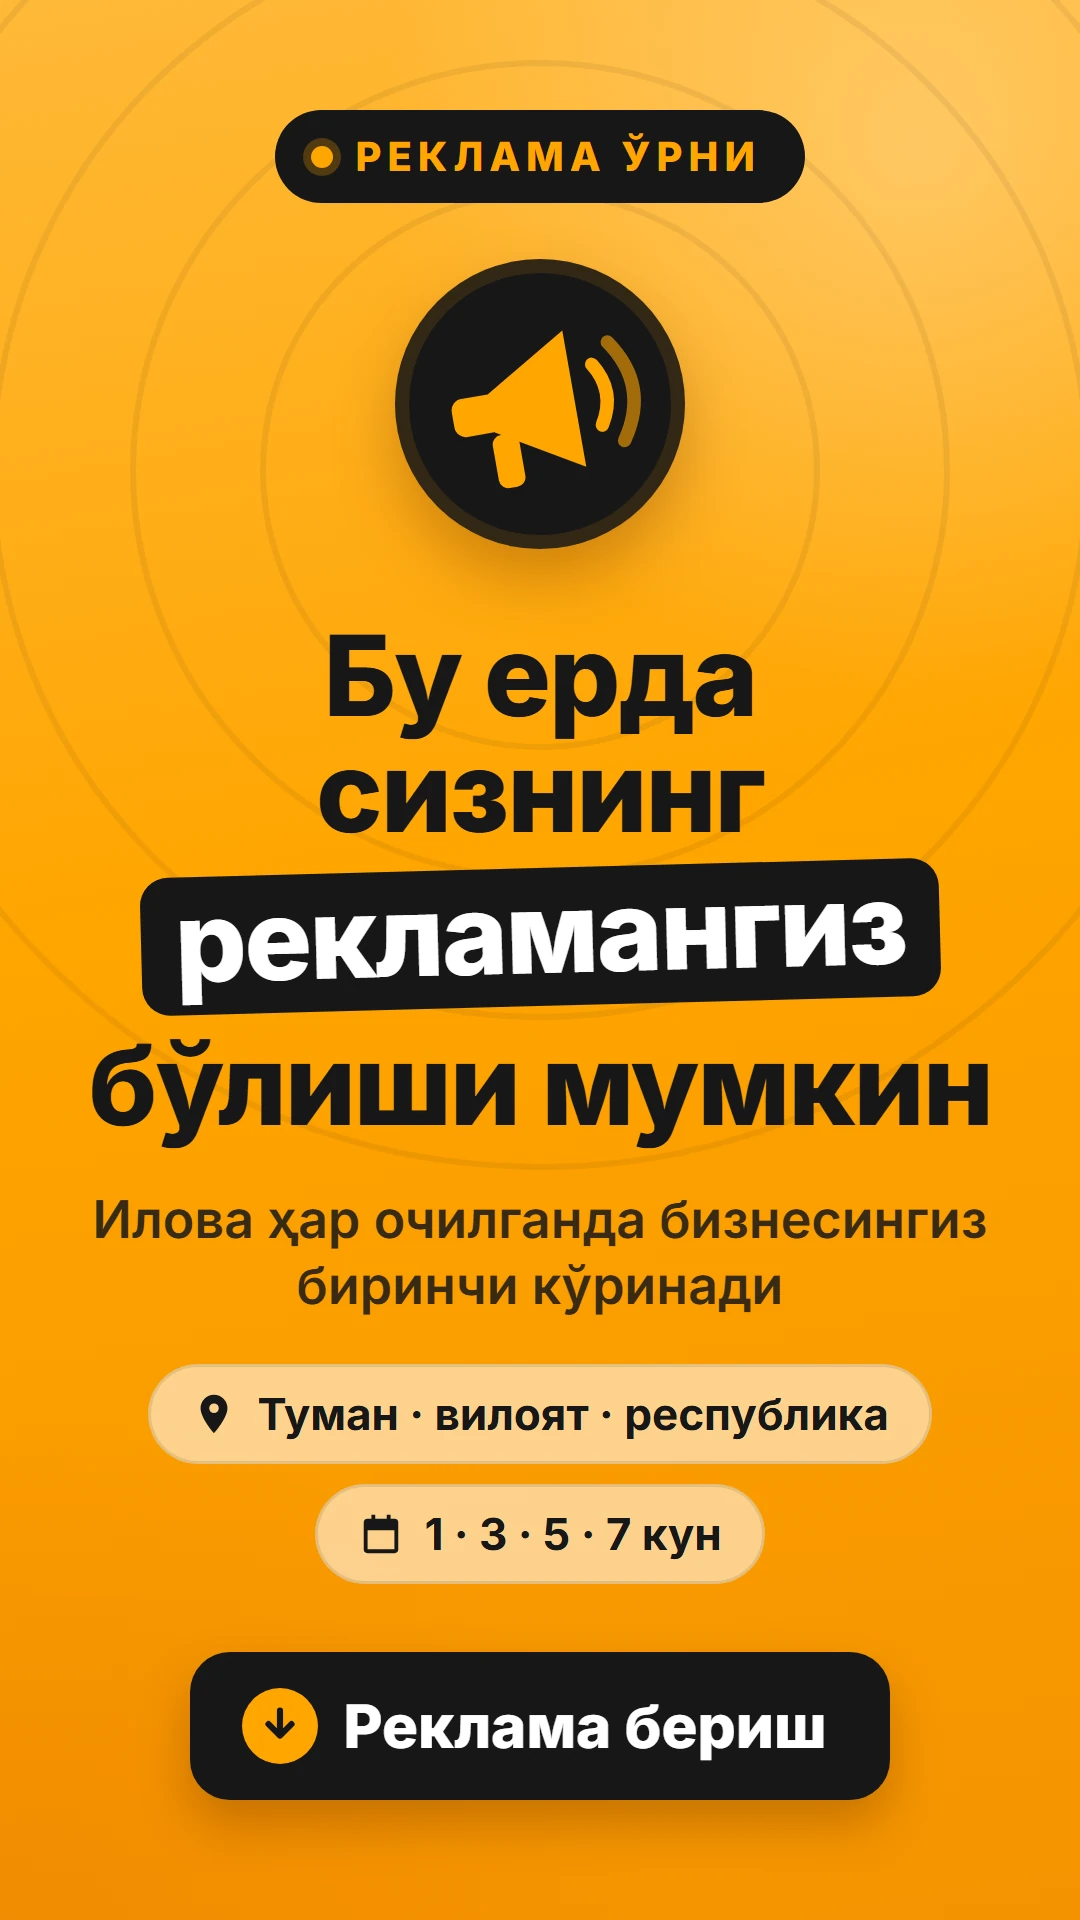 РЕКЛАМА ЎРНИ
Бу ерда
сизнинг
рекламангиз
бўлиши мумкин
Илова ҳар очилганда бизнесингиз
биринчи кўринади
Туман · вилоят · республика
1 · 3 · 5 · 7 кун
Реклама бериш